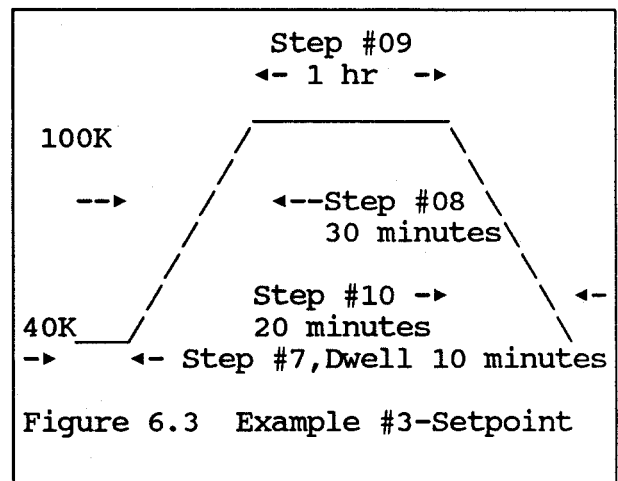 Step #09
1 hr
100K
Step #08
30 minutes
Step #10
20 minutes
40K
Step #7,Dwell 10 minutes
Figure 6.3 Example #3-Setpoint